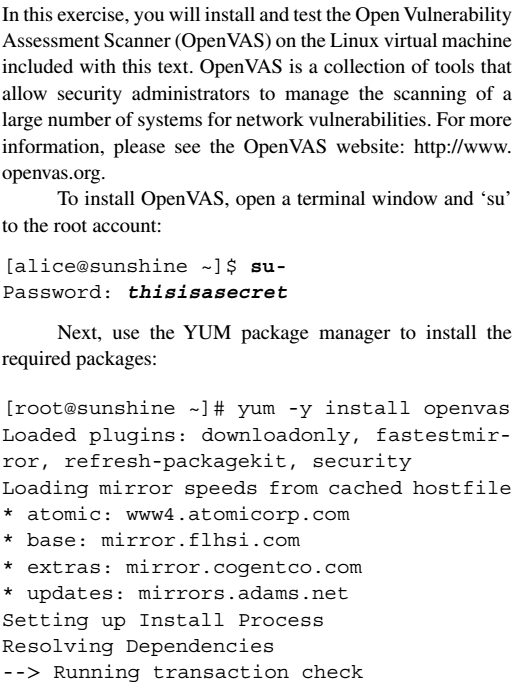 In this exercise, you will install and test the Open Vulnerability
Assessment Scanner (OpenVAS) on the Linux virtual machine
included with this text. OpenVAS is a collection of tools that
allow security administrators to manage the scanning of a
large number of systems for network vulnerabilities. For more
information, please see the OpenVAS website: http://www.
openvas.org.
To install OpenVAS, open a terminal window and ‘su’
to the root account:
[alice@sunshine ~]$ su-
Password: thisisasecret
Next, use the YUM package manager to install the
required packages:
[root@sunshine ~]# yum -y install openvas
Loaded plugins: downloadonly, fastestmir-
ror, refresh-packagekit, security
Loading mirror speeds from cached hostfile
* atomic: www4.atomicorp.com
* base: mirror.flhsi.com
* extras: mirror.cogentco.com
* updates: mirrors.adams.net
Setting up Install Process
Resolving Dependencies
--> Running transaction check